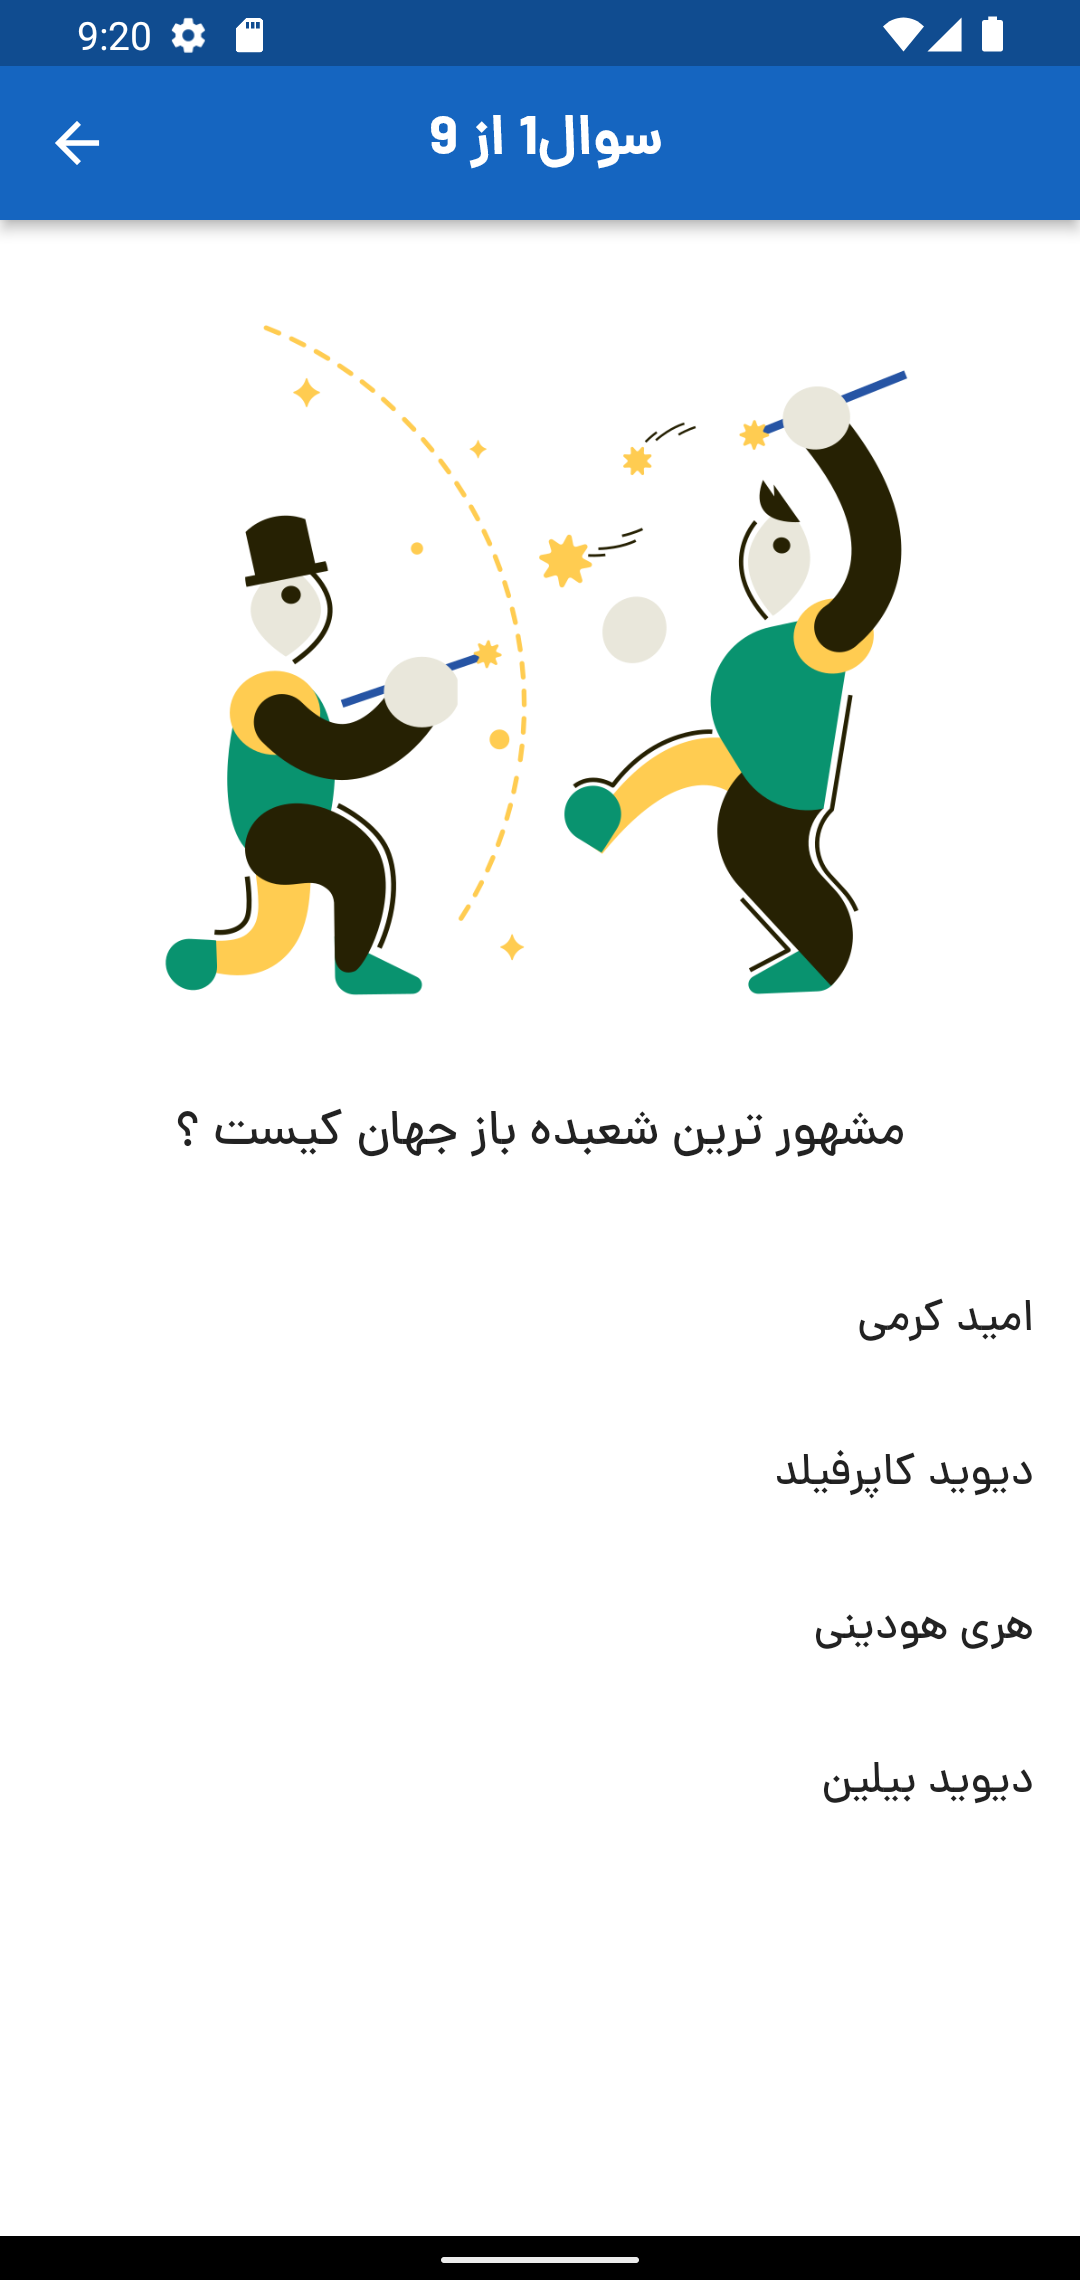 9:20
سوال1 از 9
مشهور ترین شعبده باز جهان کیست ؟
امید کرمی
دیوید کاپرفیلد
هری هودینی
دیوید بیلین